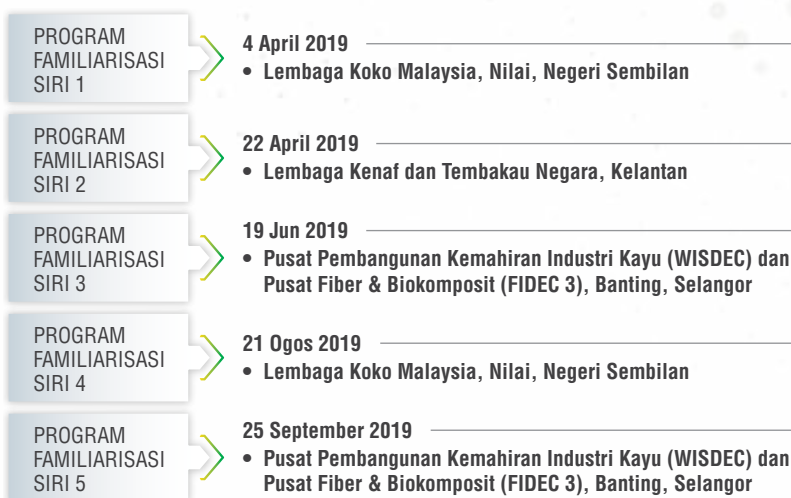 PROGRAM
FAMILIARISASI
SIRI 1
4 April 2019
• Lembaga Koko Malaysia, Nilai, Negeri Sembilan
PROGRAM
FAMILIARISASI
SIRI 2
22 April 2019
• Lembaga Kenaf dan Tembakau Negara, Kelantan
PROGRAM
FAMILIARISASI
SIRI 3
19 Jun 2019
• Pusat Pembangunan Kemahiran Industri Kayu (WISDEC) dan
Pusat Fiber & Biokomposit (FIDEC 3), Banting, Selangor
PROGRAM
FAMILIARISASI
SIRI 4
21 Ogos 2019
• Lembaga Koko Malaysia, Nilai, Negeri Sembilan
PROGRAM
FAMILIARISASI
SIRI 5
25 September 2019
• Pusat Pembangunan Kemahiran Industri Kayu (WISDEC) dan
Pusat Fiber & Biokomposit (FIDEC 3), Banting, Selangor